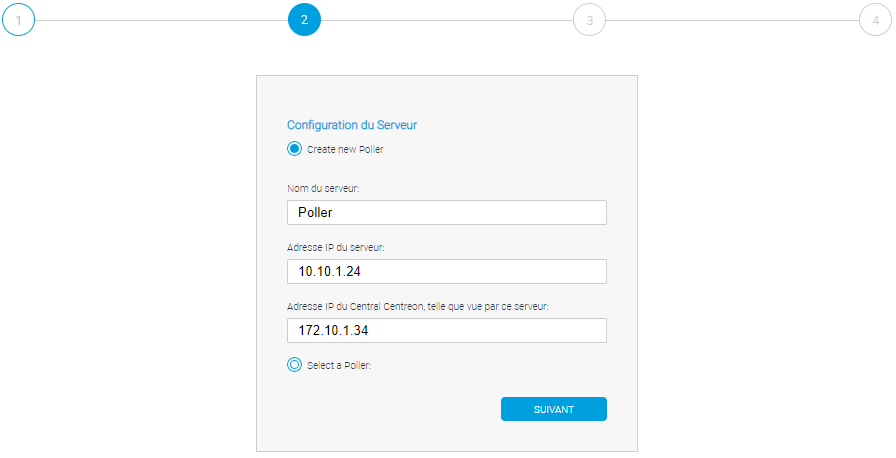 1
2
3
4
Configuration du Serveur
Create new Poller
Nom du serveur:
Poller
Adresse IP du serveur:
10.10.1.24
Adresse IP du Central Centreon, telle que vue par ce serveur:
172.10.1.34
Select a Poller:
SUIVANT